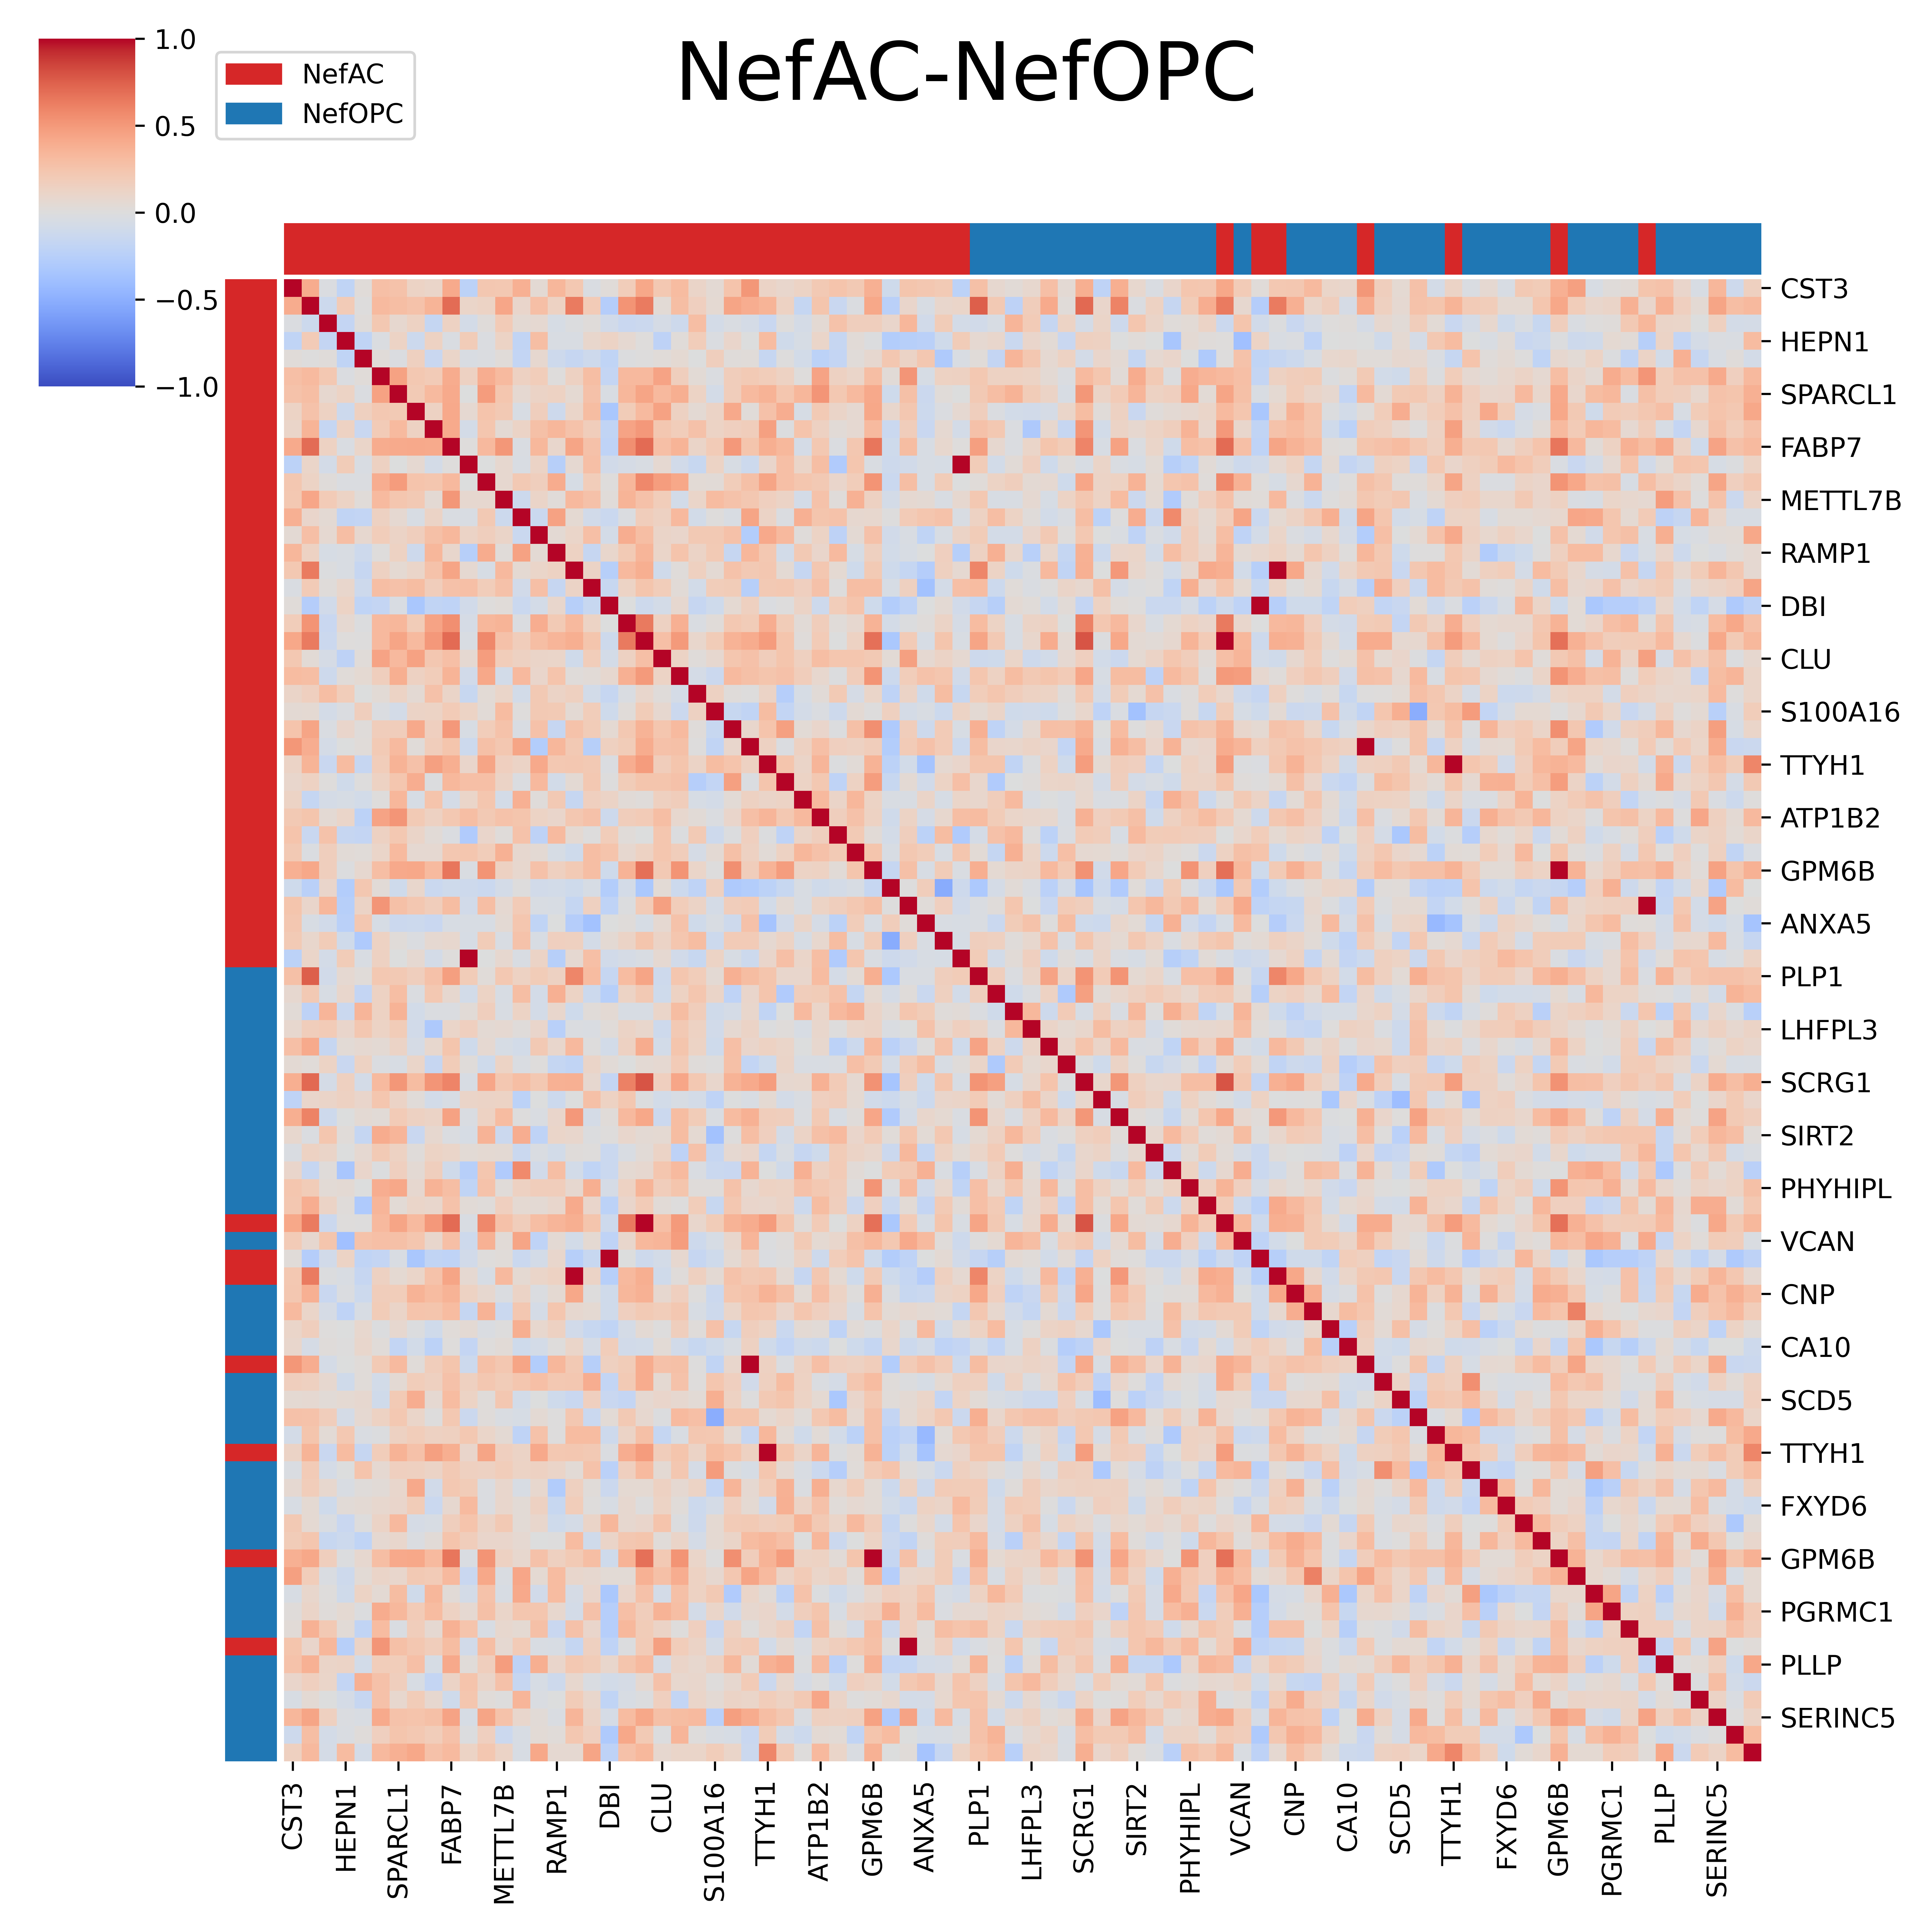 NefAC-NefOPC
1.0
0.5
0.0
−0.5
−1.0
NefAC
NefOPC
CST3
HEPN1
SPARCL1
FABP7
METTL7B
RAMP1
DBI
CLU
S100A16
TTYH1
ATP1B2
GPM6B
ANXA5
PLP1
LHFPL3
SCRG1
SIRT2
PHYHIPL
VCAN
CNP
CA10
SCD5
TTYH1
FXYD6
GPM6B
PGRMC1
PLLP
SERINC5
CST3
HEPN1
SPARCL1
FABP7
METTL7B
RAMP1
DBI
CLU
S100A16
TTYH1
ATP1B2
GPM6B
ANXA5
PLP1
LHFPL3
SCRG1
SIRT2
PHYHIPL
VCAN
CNP
CA10
SCD5
TTYH1
FXYD6
GPM6B
PGRMC1
PLLP
SERINC5